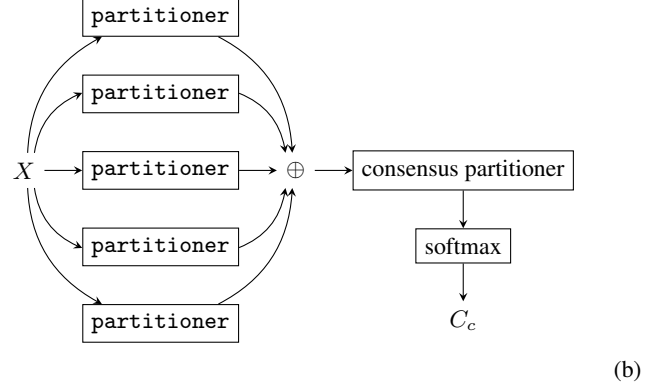 partitioner
partitioner
X
partitioner
⊕
consensus partitioner
partitioner
softmax
partitioner
C_c
(b)